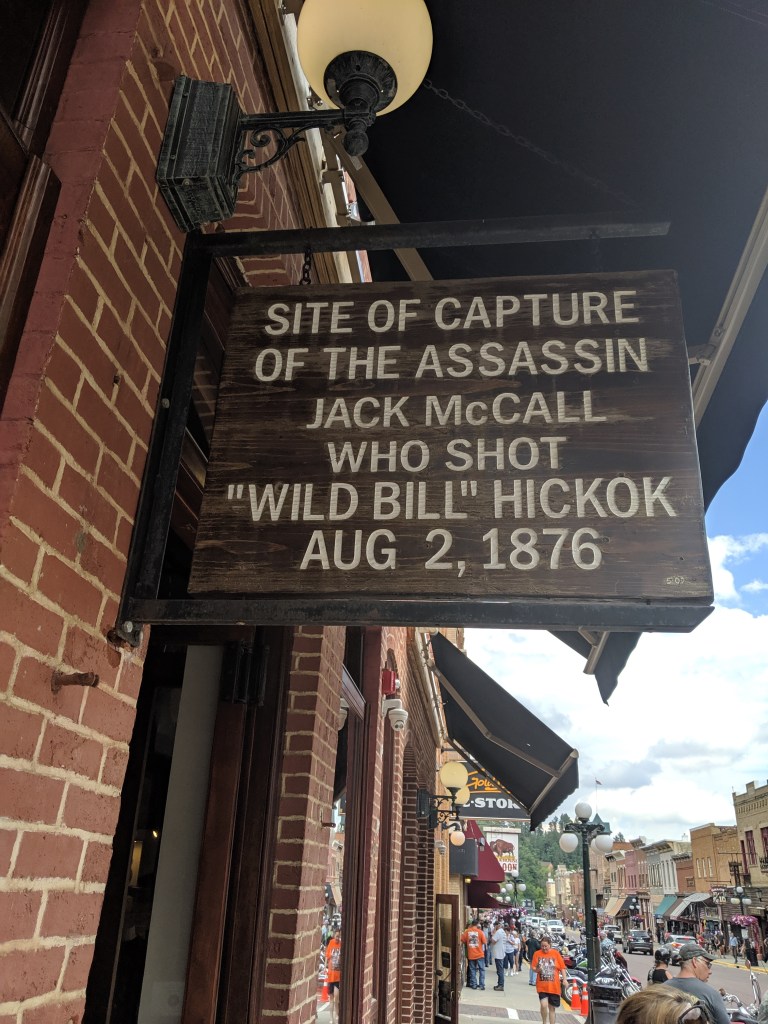 SITE OF CAPTURE
OF THE ASSASSIN
JACK McCALL
WHO SHOT
"WILD BILL" HICKOK
AUG 2, 1876